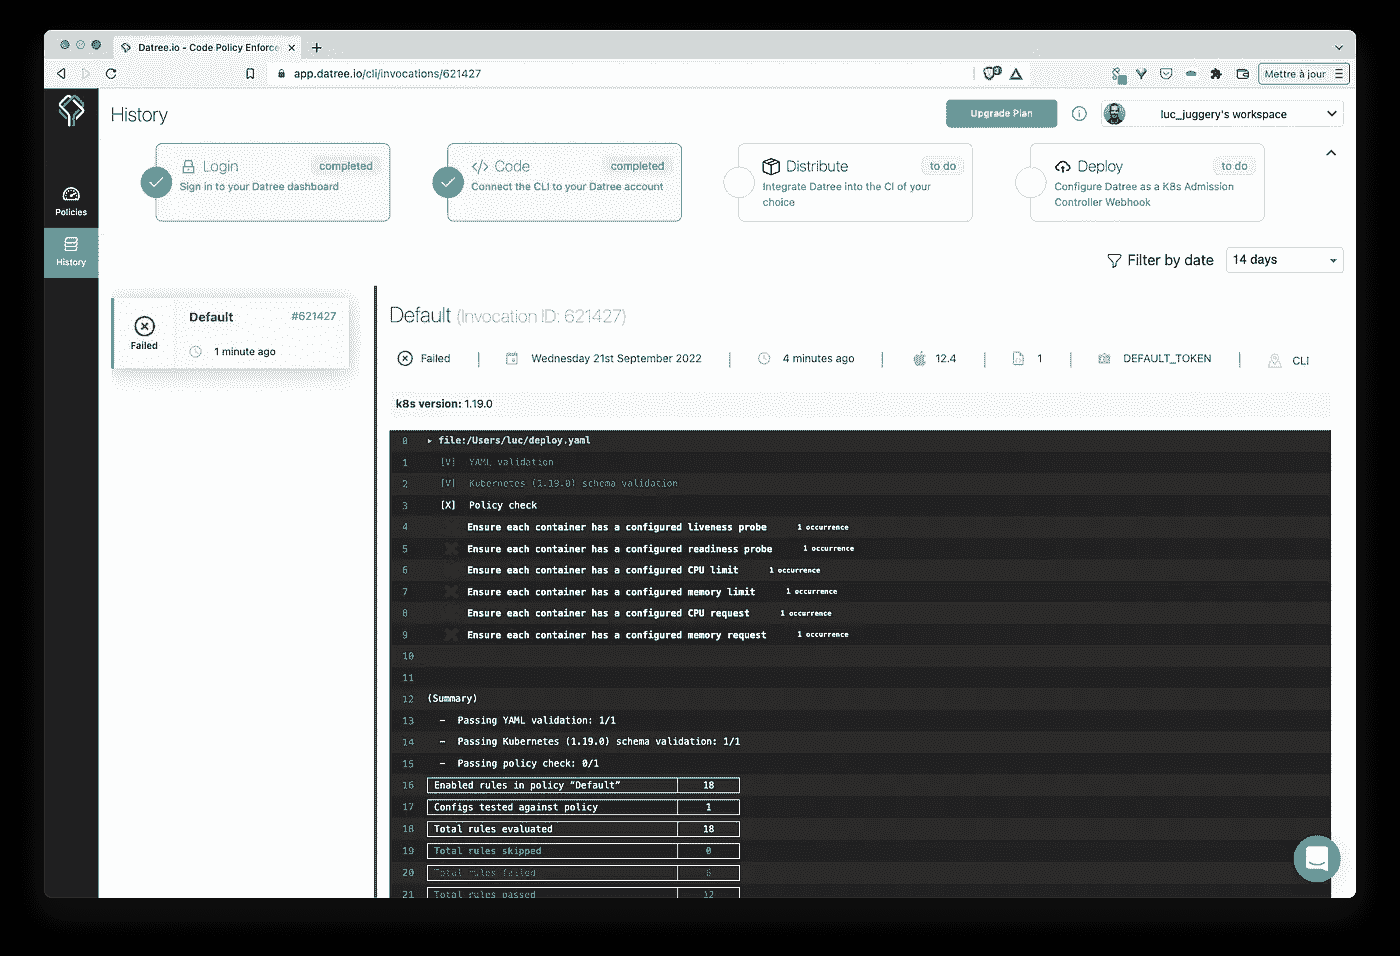 Datree.io - Code Policy Enforce
app.datree.io/cli/invocations/621427
Mettre à jour
History
Upgrade Plan
luc_juggery's workspace
Login completed
Sign in to your Datree dashboard
Code completed
Connect the CLI to your Datree account
Distribute to do
Integrate Datree into the CI of your
choice
Deploy to do
Configure Datree as a K8s Admission
Controller Webhook
Policies
History
Filter by date 14 days
Default #621427
Failed
1 minute ago
Default (Invocation ID: 621427)
Failed Wednesday 21st September 2022 4 minutes ago 12.4 1 DEFAULT_TOKEN CLI
k8s version: 1.19.0
0 ▸ file:/Users/luc/deploy.yaml
1 [V] YAML validation
2 [V] Kubernetes (1.19.0) schema validation
3 [X] Policy check
4 Ensure each container has a configured liveness probe 1 occurrence
5 Ensure each container has a configured readiness probe 1 occurrence
6 Ensure each container has a configured CPU limit 1 occurrence
7 Ensure each container has a configured memory limit 1 occurrence
8 Ensure each container has a configured CPU request 1 occurrence
9 Ensure each container has a configured memory request 1 occurrence
10
11
12 (Summary)
13 - Passing YAML validation: 1/1
14 - Passing Kubernetes (1.19.0) schema validation: 1/1
15 - Passing policy check: 0/1
16 Enabled rules in policy “Default” 18
17 Configs tested against policy 1
18 Total rules evaluated 18
19 Total rules skipped 0
20 Total rules failed 6
21 Total rules passed 12